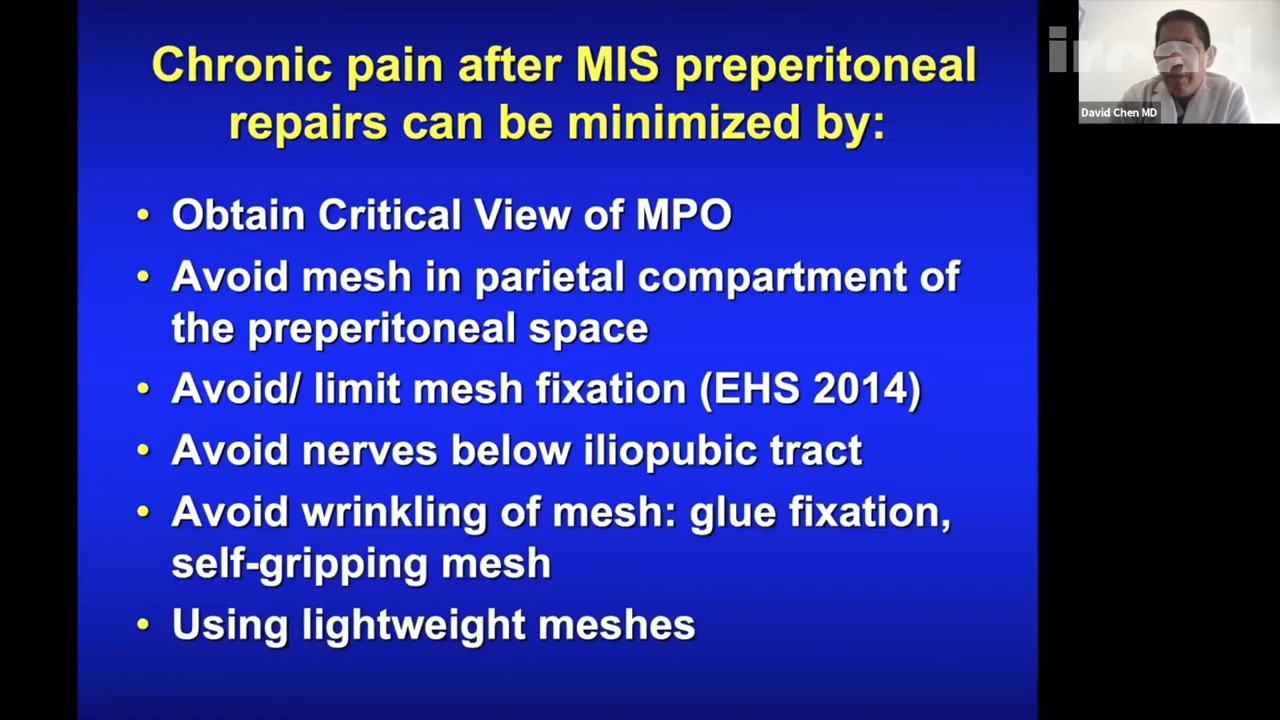 Chronic pain after MIS preperitoneal
repairs can be minimized by:
• Obtain Critical View of MPO
• Avoid mesh in parietal compartment of
the preperitoneal space
• Avoid/ limit mesh fixation (EHS 2014)
• Avoid nerves below iliopubic tract
• Avoid wrinkling of mesh: glue fixation,
self-gripping mesh
• Using lightweight meshes
ircad
David Chen MD